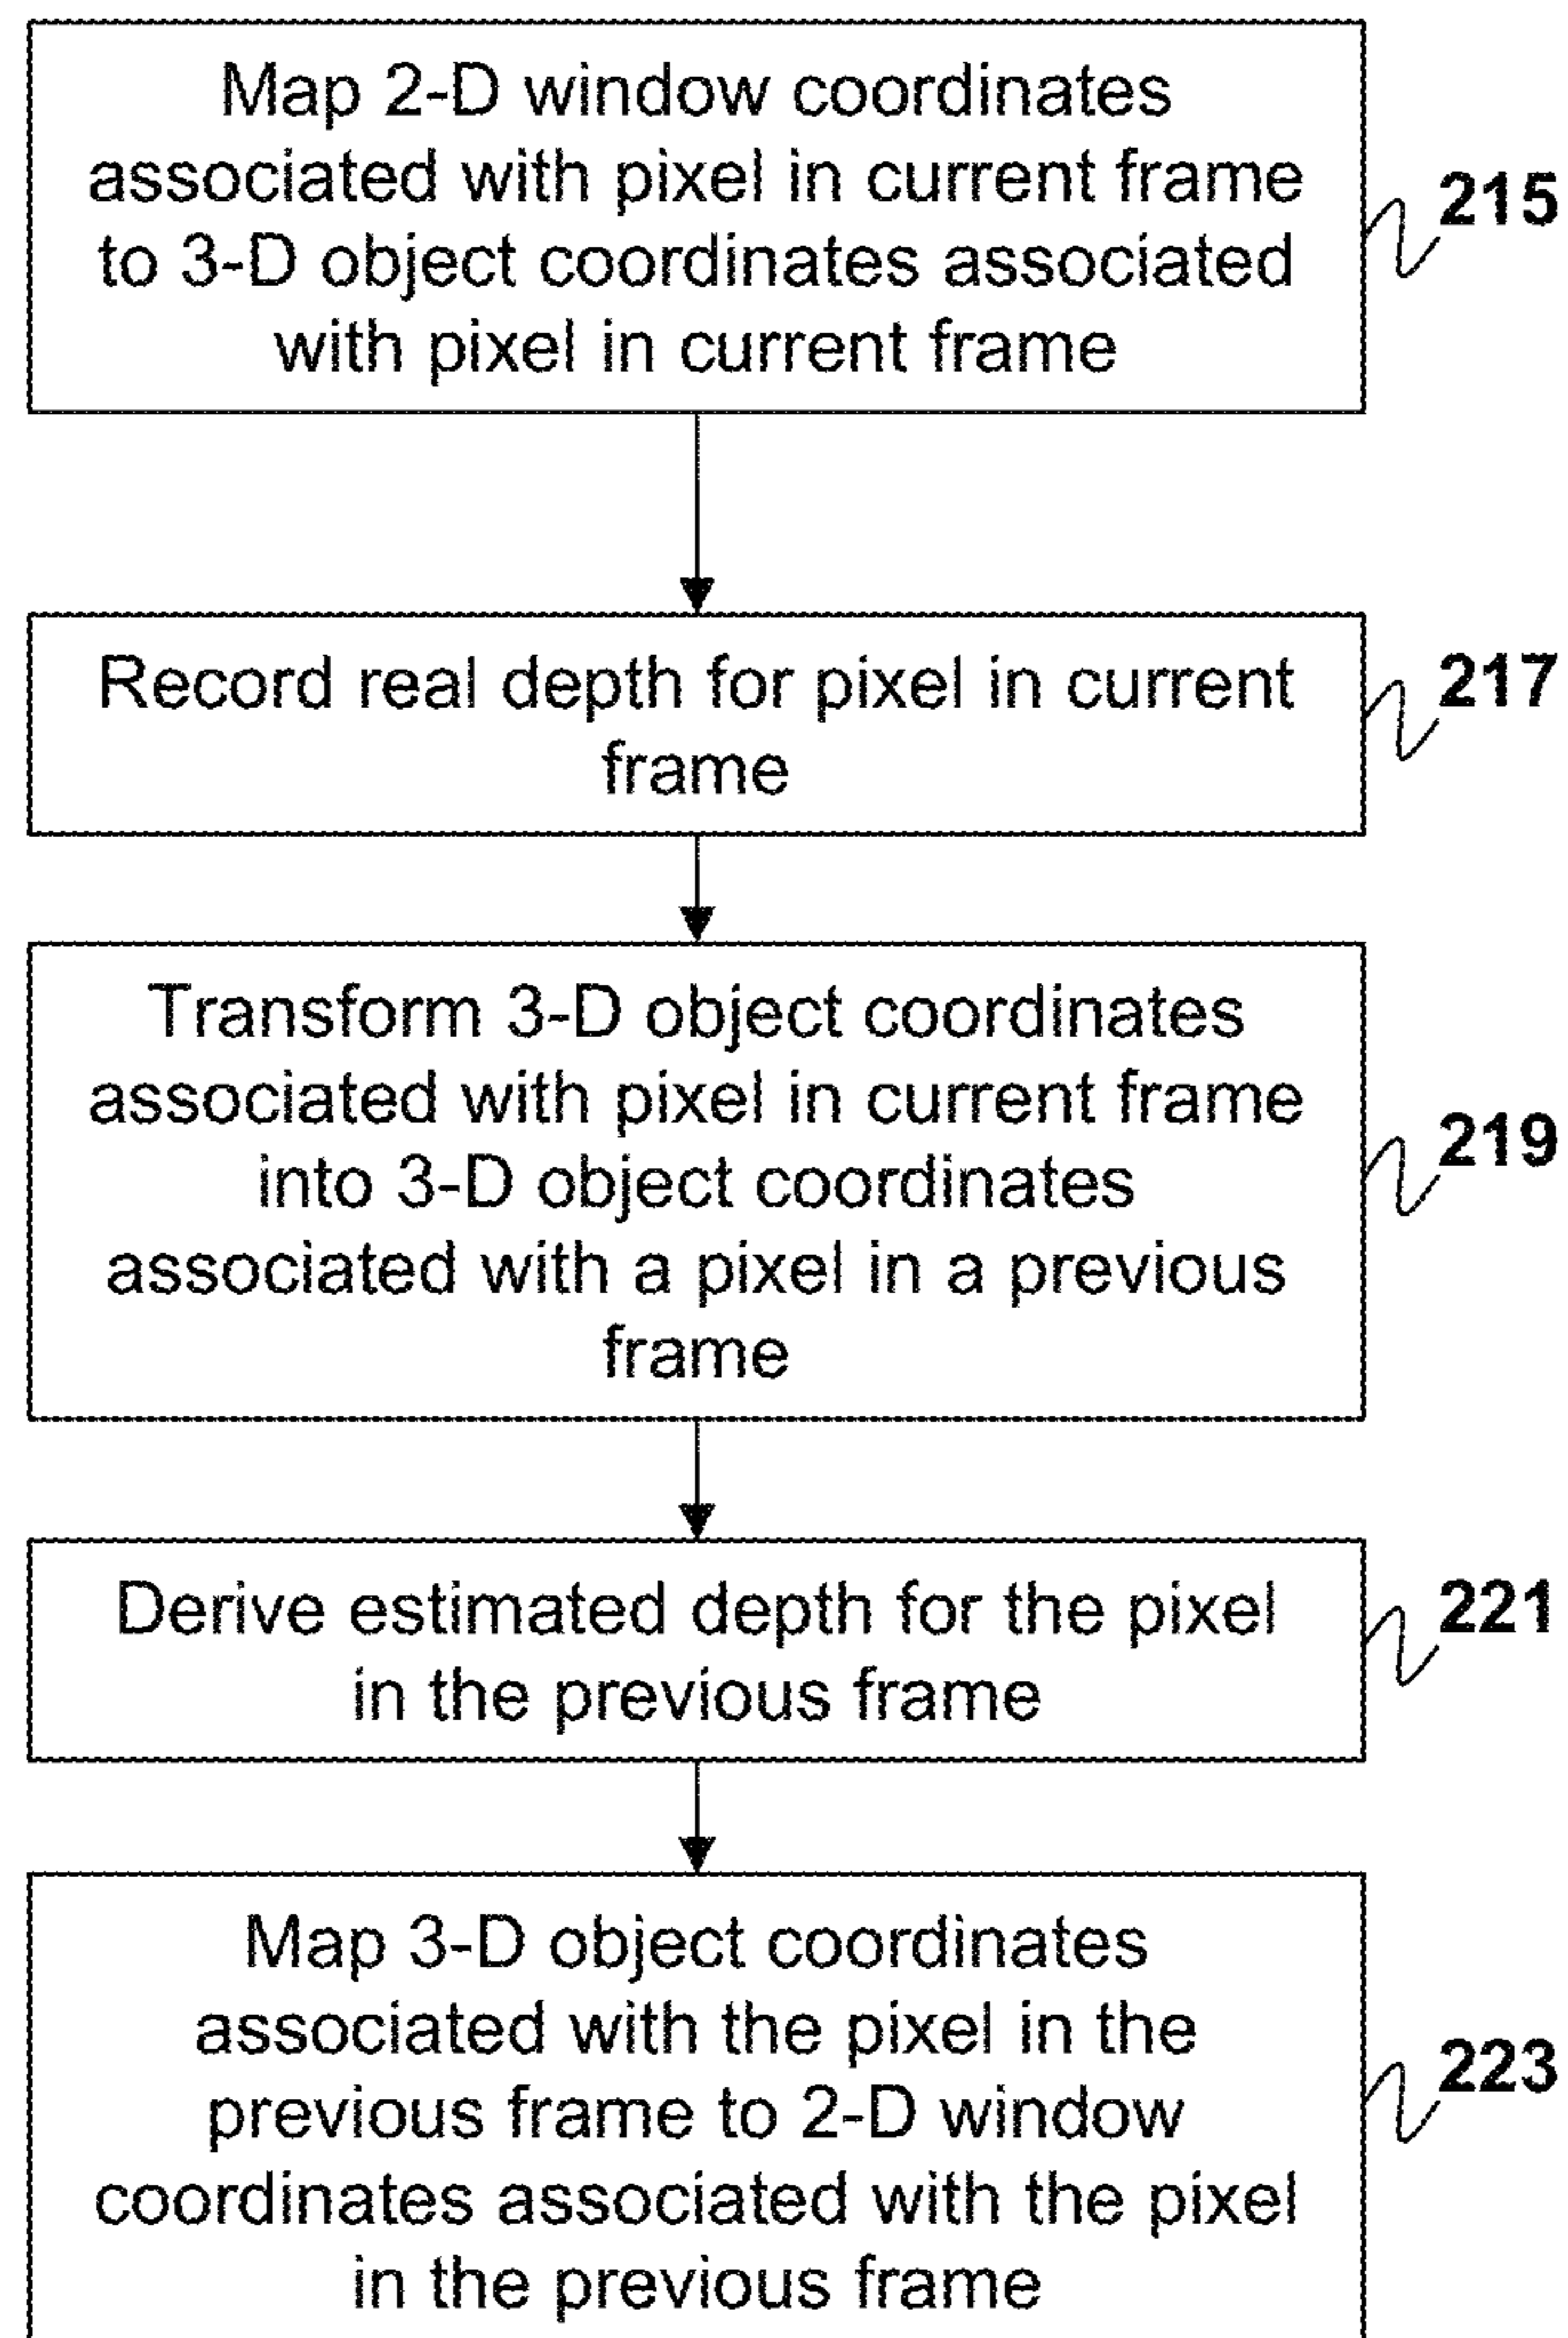 Map 2-D window coordinates
associated with pixel in current frame
to 3-D object coordinates associated
with pixel in current frame
215
Record real depth for pixel in current
frame
217
Transform 3-D object coordinates
associated with pixel in current frame
into 3-D object coordinates
associated with a pixel in a previous
frame
219
Derive estimated depth for the pixel
in the previous frame
221
Map 3-D object coordinates
associated with the pixel in the
previous frame to 2-D window
coordinates associated with the pixel
in the previous frame
223